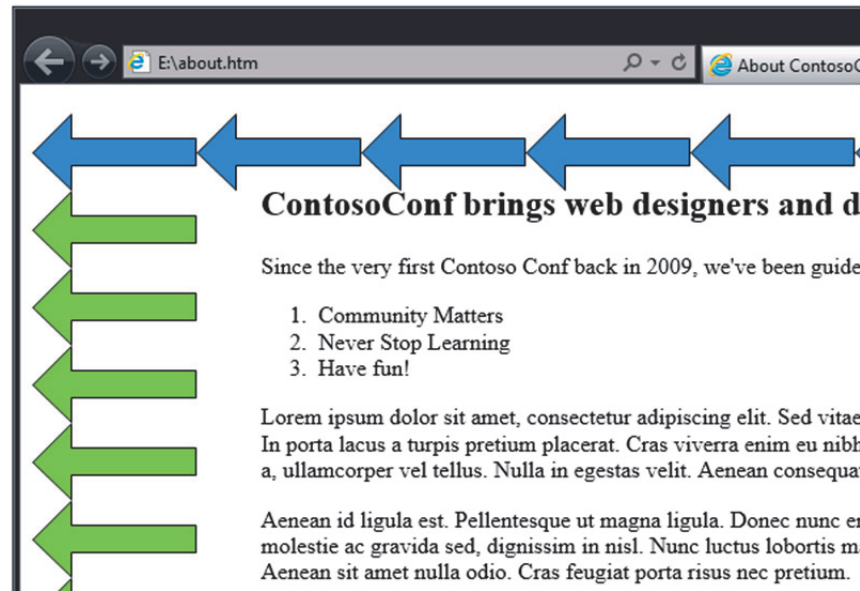 E:\about.htm
About Contoso
ContosoConf brings web designers and d
Since the very first Contoso Conf back in 2009, we've been guide
1. Community Matters
2. Never Stop Learning
3. Have fun!
Lorem ipsum dolor sit amet, consectetur adipiscing elit. Sed vitae
In porta lacus a turpis pretium placerat. Cras viverra enim eu nibh
a, ullamcorper vel tellus. Nulla in egestas velit. Aenean consequa
Aenean id ligula est. Pellentesque ut magna ligula. Donec nunc e
molestie ac gravida sed, dignissim in nisl. Nunc luctus lobortis m
Aenean sit amet nulla odio. Cras feugiat porta risus nec pretium.